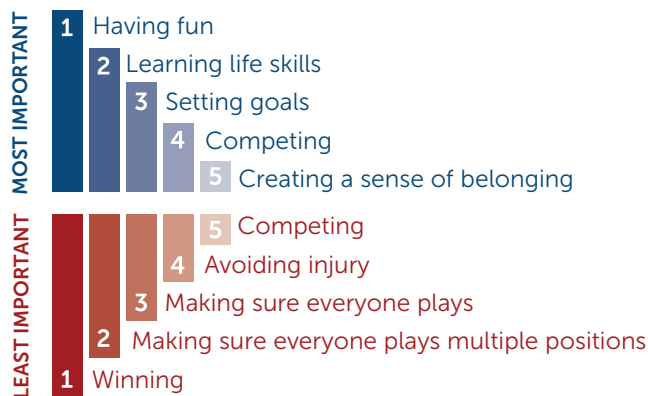 MOST IMPORTANT
1 Having fun
2 Learning life skills
3 Setting goals
4 Competing
5 Creating a sense of belonging
LEAST IMPORTANT
5 Competing
4 Avoiding injury
3 Making sure everyone plays
2 Making sure everyone plays multiple positions
1 Winning